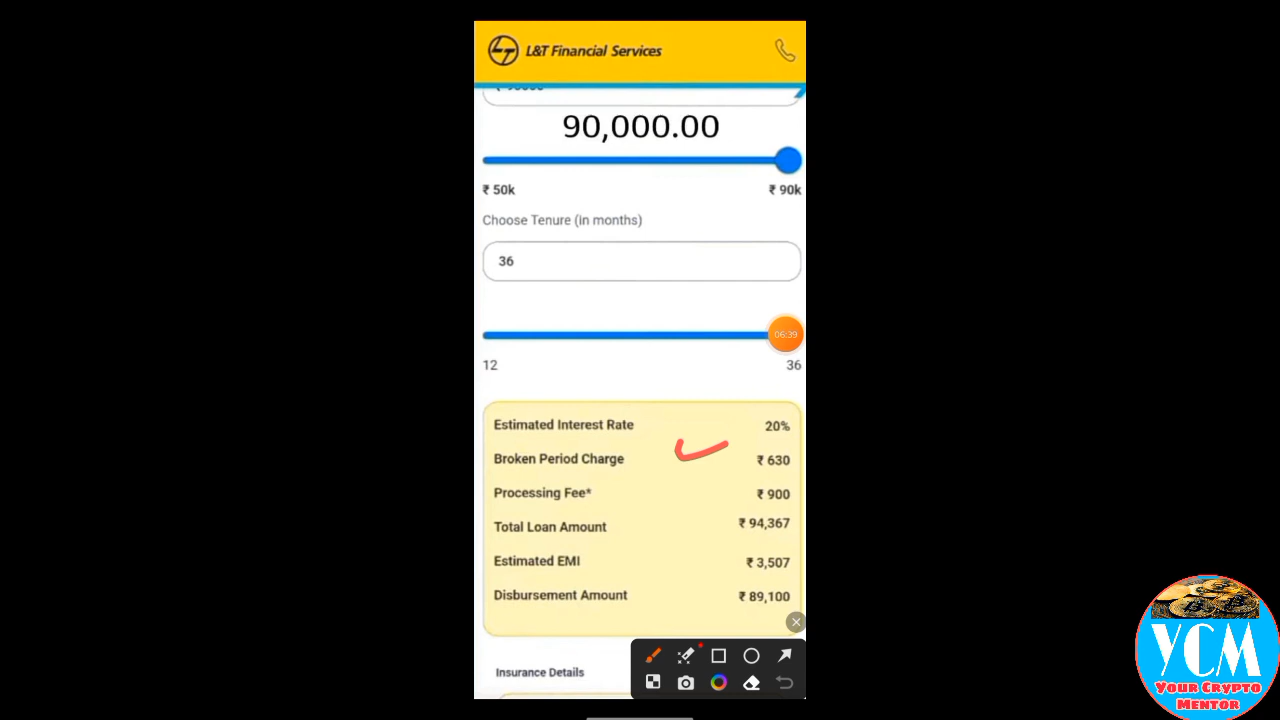 L&T Financial Services
90,000.00
₹ 50k ₹ 90k
Choose Tenure (in months)
36
06:39
12 36
Estimated Interest Rate 20%
Broken Period Charge ₹ 630
Processing Fee* ₹ 900
Total Loan Amount ₹ 94,367
Estimated EMI ₹ 3,507
Disbursement Amount ₹ 89,100
Insurance Details
YCM
Your Crypto
Mentor